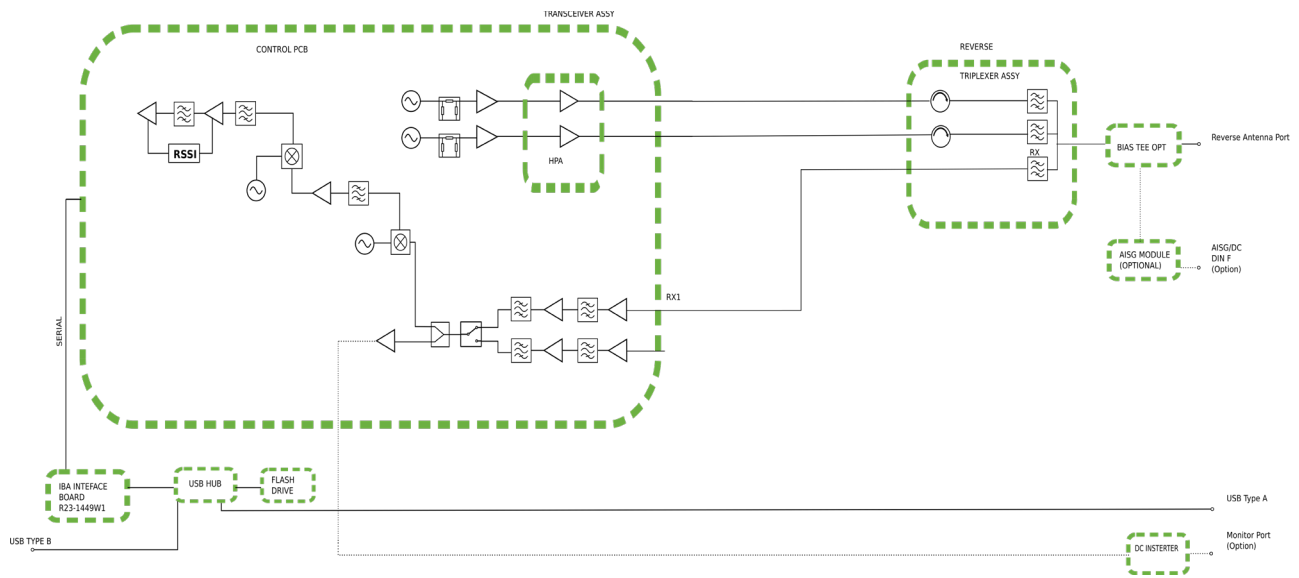 TRANSCEIVER ASSY
CONTROL PCB
REVERSE
TRIPLEXER ASSY
RSSI
HPA
RX
BIAS TEE OPT
Reverse Antenna Port
AISG MODULE
(OPTIONAL)
AISG/DC
DIN F
(Option)
RX1
SERIAL
IBA INTEFACE
BOARD
R23-1449W1
USB HUB
FLASH
DRIVE
USB Type A
USB TYPE B
DC INSTERTER
Monitor Port
(Option)